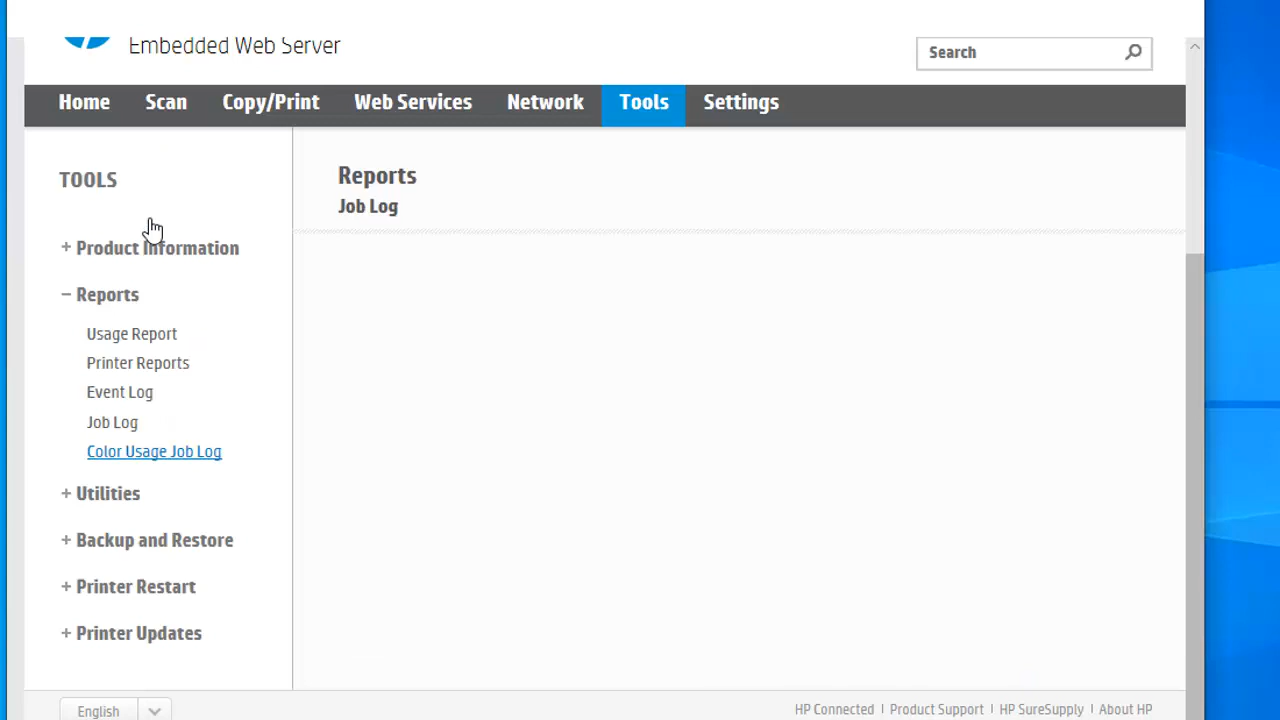 Embedded Web Server
Search
Home Scan Copy/Print Web Services Network Tools Settings
TOOLS
+ Product Information
− Reports
Usage Report
Printer Reports
Event Log
Job Log
Color Usage Job Log
+ Utilities
+ Backup and Restore
+ Printer Restart
+ Printer Updates
Reports
Job Log
English
HP Connected | Product Support | HP SureSupply | About HP